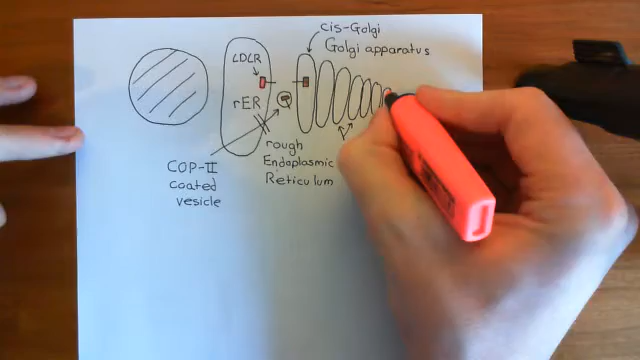 cis-Golgi
Golgi apparatus
LDLR
rER
rough
Endoplasmic
Reticulum
COP-II
coated
vesicle